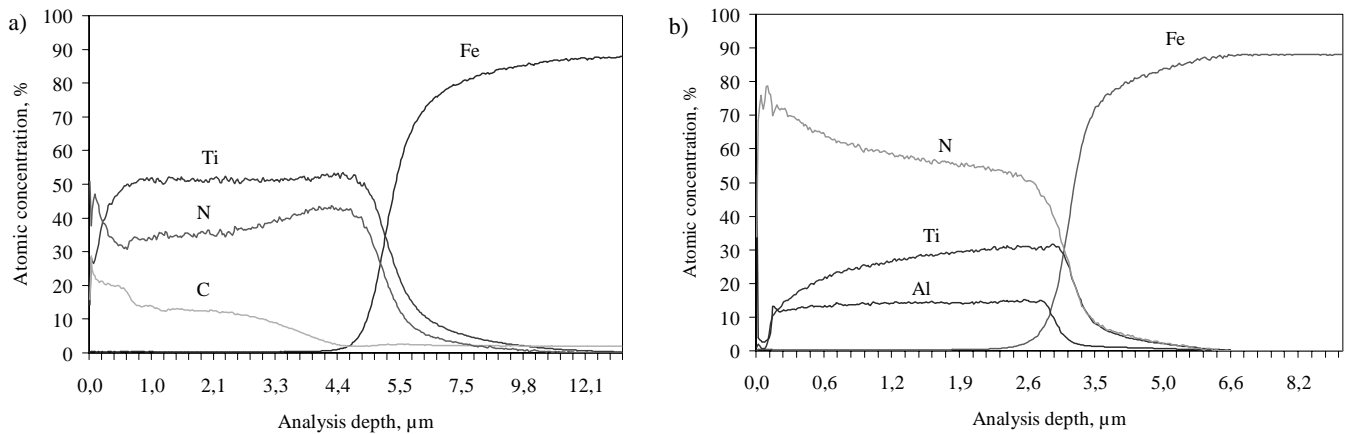 a)
Atomic concentration, %
100
90
80
70
60
50
40
30
20
10
0
Fe
Ti
N
C
0,0 1,0 2,1 3,3 4,4 5,5 7,5 9,8 12,1
Analysis depth, µm
b)
Atomic concentration, %
100
90
80
70
60
50
40
30
20
10
0
Fe
N
Ti
Al
0,0 0,6 1,2 1,9 2,6 3,5 5,0 6,6 8,2
Analysis depth, µm